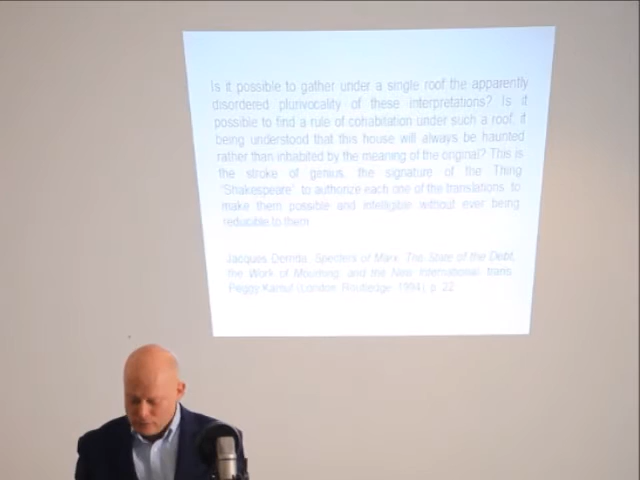 Is it possible to gather under a single roof the apparently
disordered plurivocality of these interpretations? Is it
possible to find a rule of cohabitation under such a roof, it
being understood that this house will always be haunted
rather than inhabited by the meaning of the original? This is
the stroke of genius, the signature of the Thing
"Shakespeare" to authorize each one of the translations, to
make them possible and intelligible without ever being
reducible to them.
Jacques Derrida, Specters of Marx, The State of the Debt,
the Work of Mourning, and the New International, trans.
Peggy Kamuf (London: Routledge, 1994), p. 22.